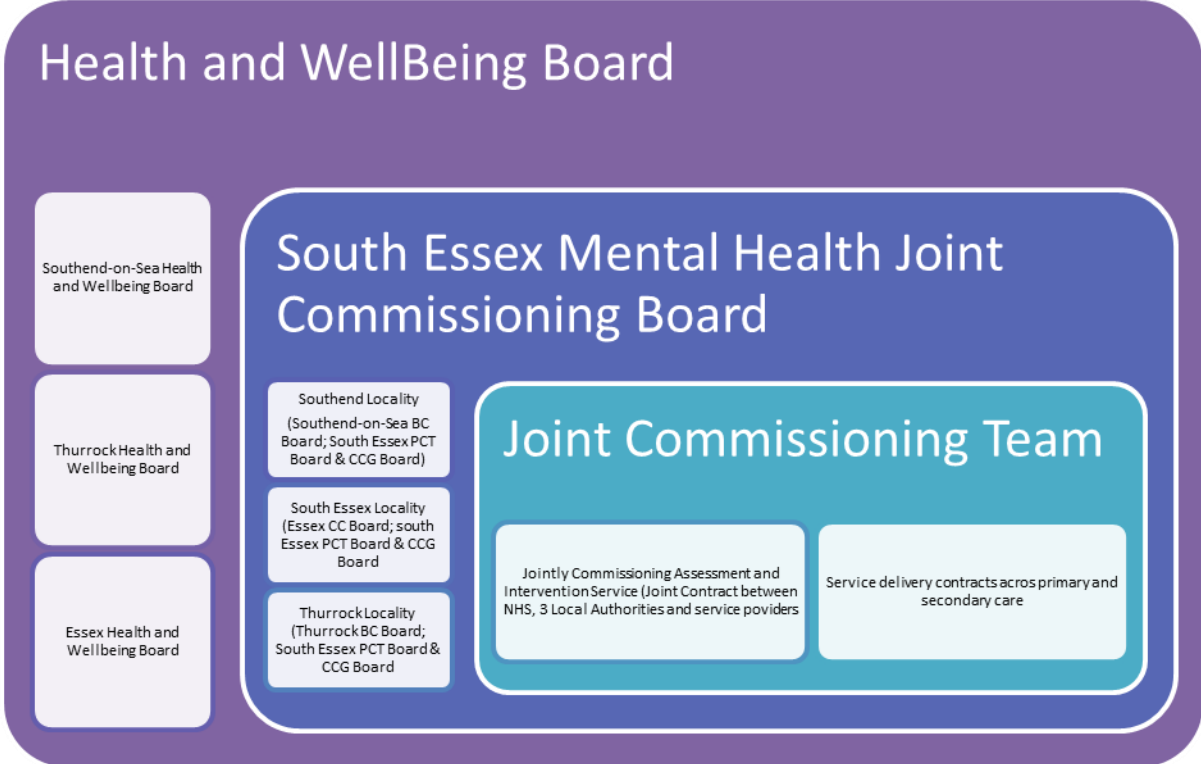 Health and WellBeing Board
Southend-on-Sea Health
and Wellbeing Board
Thurrock Health and
Wellbeing Board
Essex Health and
Wellbeing Board
South Essex Mental Health Joint
Commissioning Board
Southend Locality
(Southend-on-Sea BC
Board; South Essex PCT
Board & CCG Board)
South Essex Locality
(Essex CC Board; south
Essex PCT Board & CCG
Board
Thurrock Locality
(Thurrock BC Board;
South Essex PCT Board &
CCG Board
Joint Commissioning Team
Jointly Commissioning Assessment and
Intervention Service (Joint Contract between
NHS, 3 Local Authorities and service poviders
Service delivery contracts acros primary and
secondary care